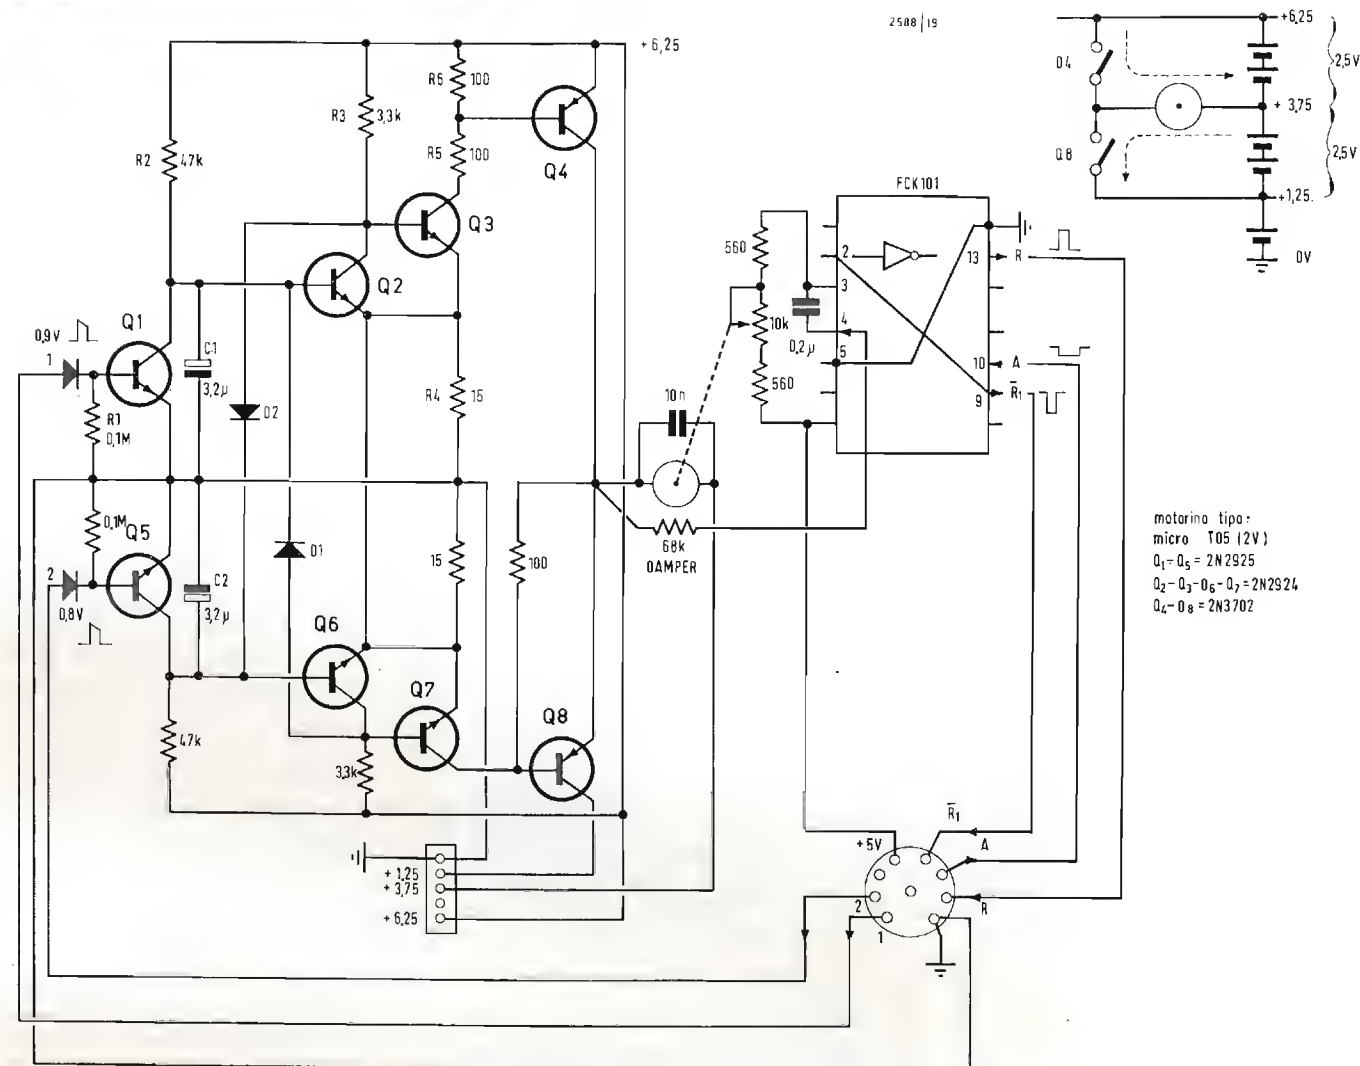 2588/19
+6,25
+6,25
04
2,5V
+ 3,75
Q8
2,5V
+1,25.
0V
R6
100
R3
3,3k
R5
100
Q4
R2
47k
Q3
Q2
FCK101
560
2
13
R
3
10k
4
0,2µ
5
10
A
560
9
R̅1
Q1
0,9V
1
C1
3,2µ
R1
0,1M
D2
R4
15
10n
0,1M
Q5
2
0,8V
C2
3,2µ
D1
15
100
68k
DAMPER
motorino tipo:
micro T05 (2V)
Q1-Q5 = 2N2925
Q2-Q3-Q6-Q7=2N2924
Q4-Q8 = 2N3702
Q6
Q7
Q8
47k
3,3k
R̅1
+5V
A
+ 1,25
+ 3,75
+ 6,25
2
R
1